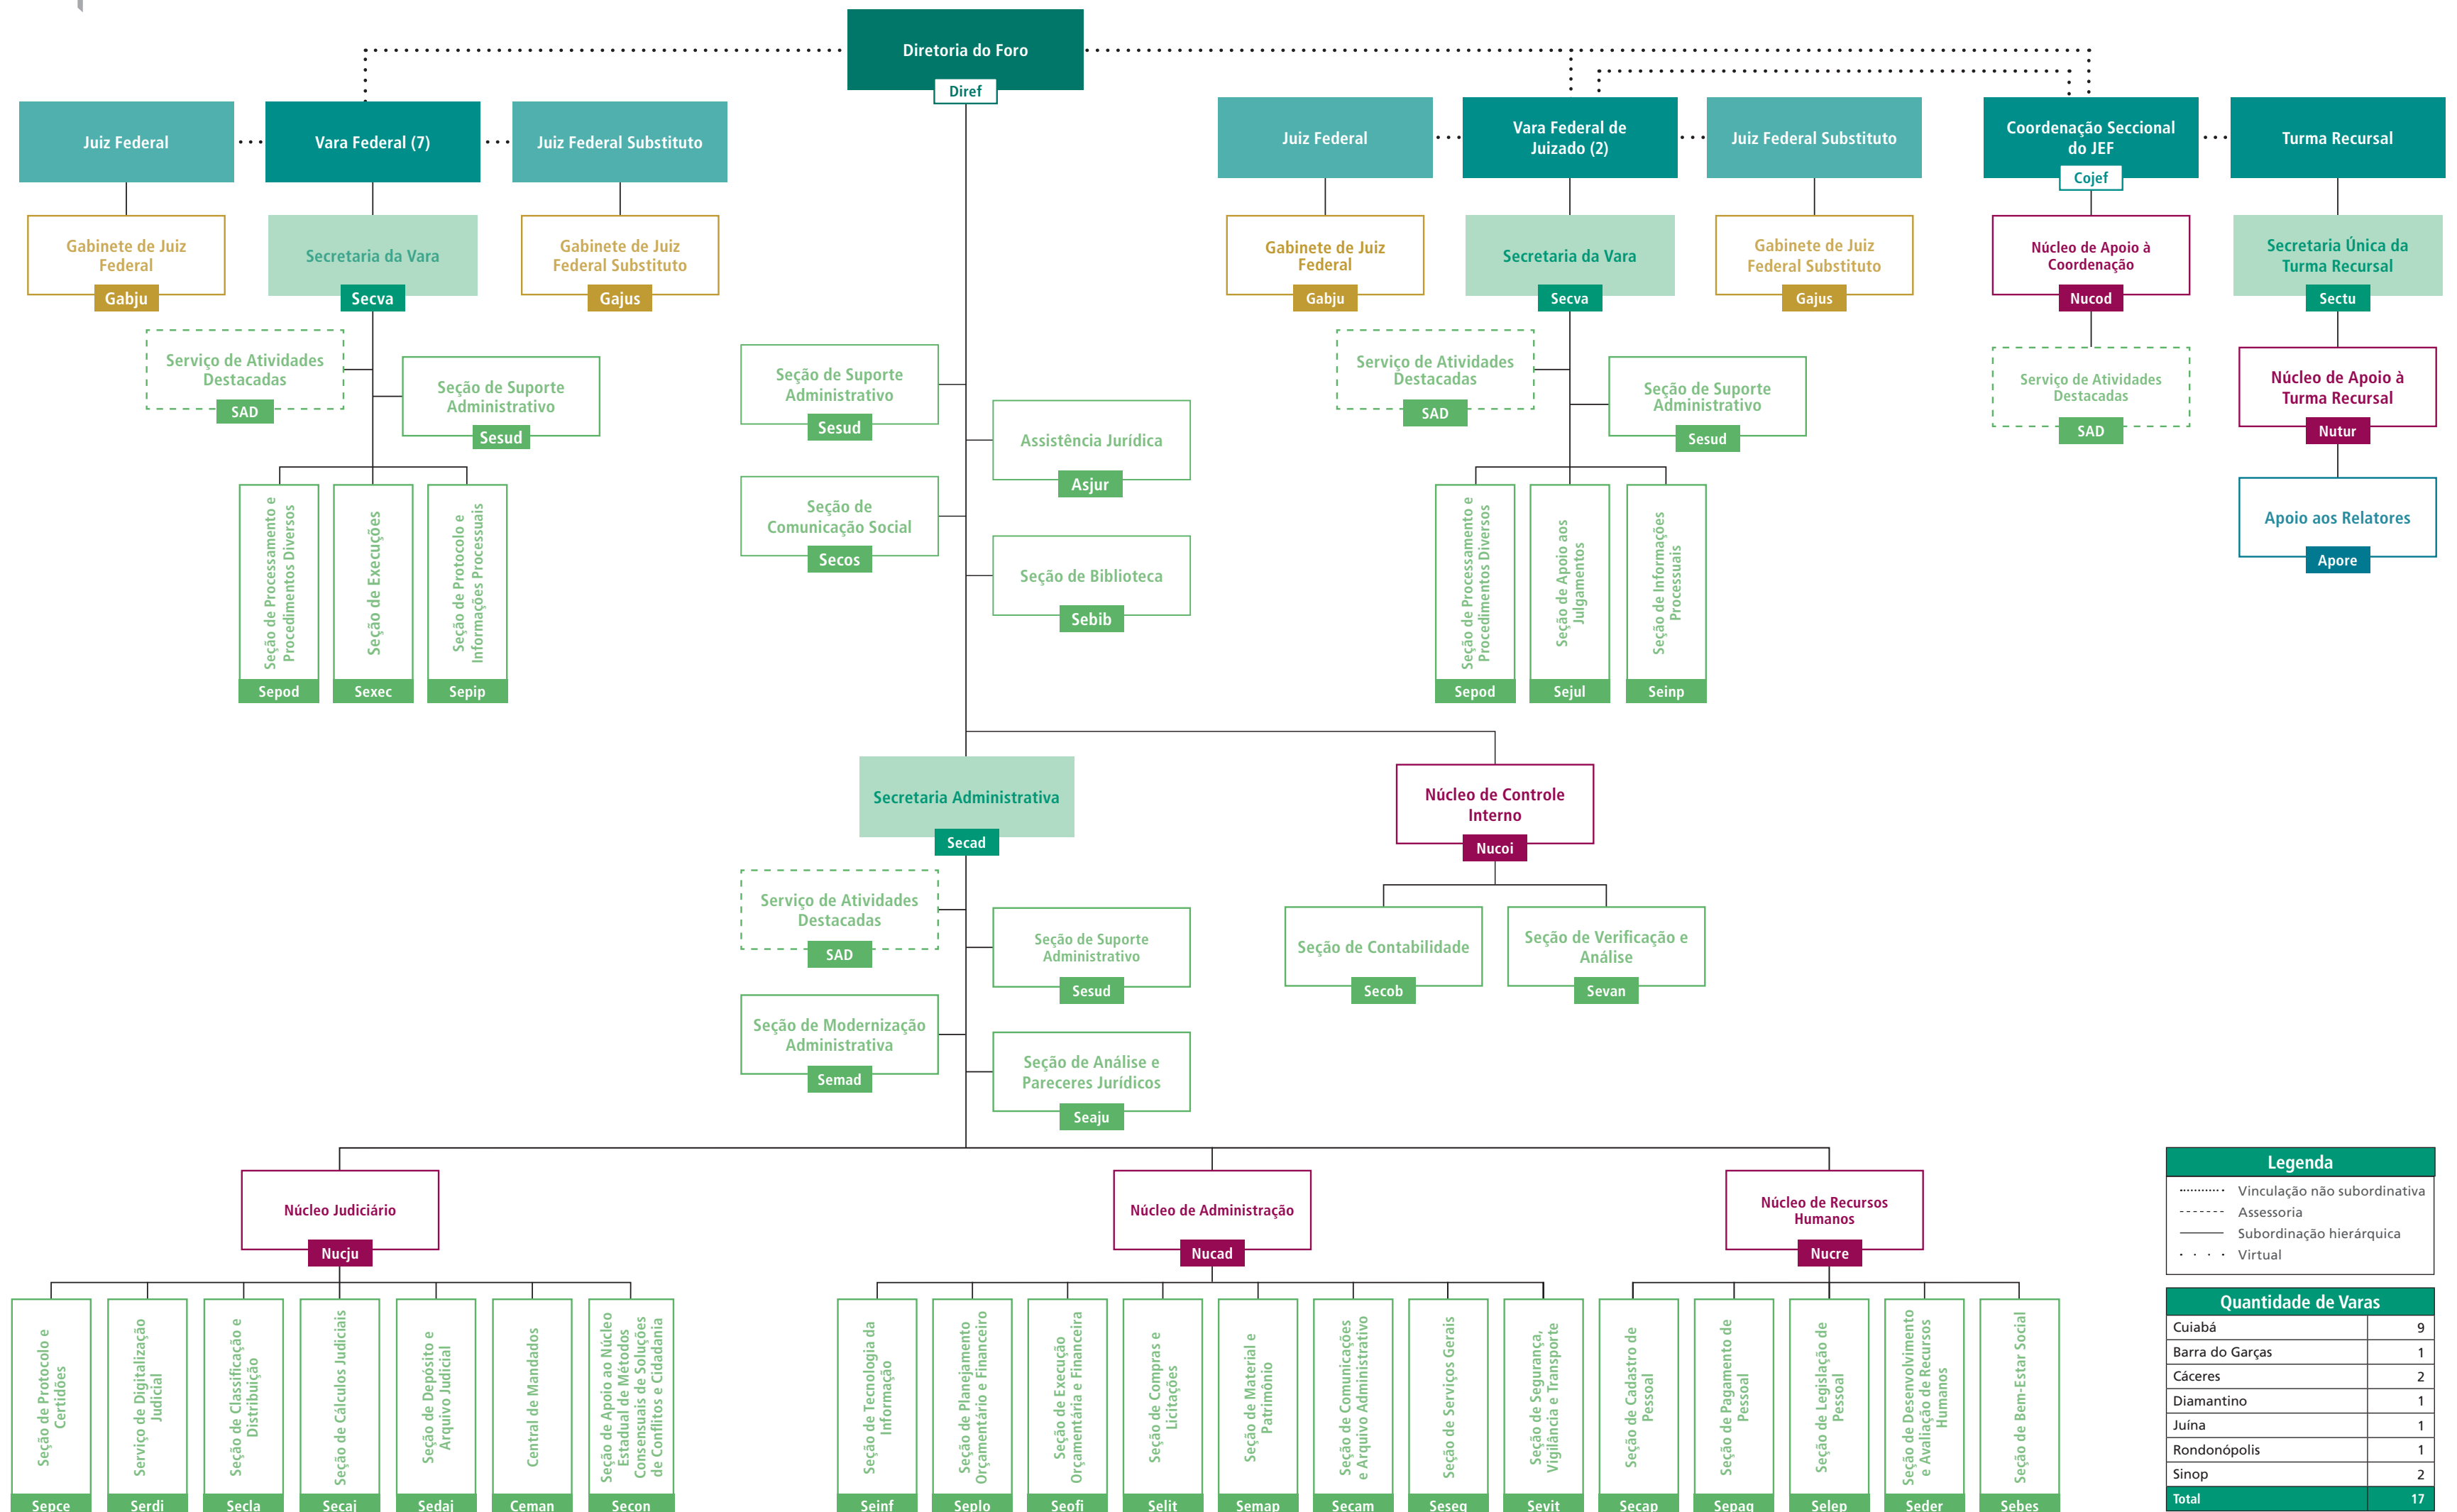 Diretoria do Foro
Diref
Juiz Federal
Vara Federal (7)
Juiz Federal Substituto
Gabinete de Juiz
Federal
Gabju
Secretaria da Vara
Secva
Gabinete de Juiz
Federal Substituto
Gajus
Serviço de Atividades
Destacadas
SAD
Seção de Suporte
Administrativo
Sesud
Seção de Processamento e
Procedimentos Diversos
Sepod
Seção de Execuções
Sexec
Seção de Protocolo e
Informações Processuais
Sepip
Seção de Suporte
Administrativo
Sesud
Assistência Jurídica
Asjur
Seção de
Comunicação Social
Secos
Seção de Biblioteca
Sebib
Juiz Federal
Vara Federal de
Juizado (2)
Juiz Federal Substituto
Gabinete de Juiz
Federal
Gabju
Secretaria da Vara
Secva
Gabinete de Juiz
Federal Substituto
Gajus
Serviço de Atividades
Destacadas
SAD
Seção de Suporte
Administrativo
Sesud
Seção de Processamento e
Procedimentos Diversos
Sepod
Seção de Apoio aos
Julgamentos
Sejul
Seção de Informações
Processuais
Seinp
Coordenação Seccional
do JEF
Cojef
Núcleo de Apoio à
Coordenação
Nucod
Serviço de Atividades
Destacadas
SAD
Turma Recursal
Secretaria Única da
Turma Recursal
Sectu
Núcleo de Apoio à
Turma Recursal
Nutur
Apoio aos Relatores
Apore
Secretaria Administrativa
Secad
Núcleo de Controle
Interno
Nucoi
Seção de Contabilidade
Secob
Seção de Verificação e
Análise
Sevan
Serviço de Atividades
Destacadas
SAD
Seção de Suporte
Administrativo
Sesud
Seção de Modernização
Administrativa
Semad
Seção de Análise e
Pareceres Jurídicos
Seaju
Núcleo Judiciário
Nucju
Núcleo de Administração
Nucad
Núcleo de Recursos
Humanos
Nucre
Seção de Protocolo e
Certidões
Sepce
Serviço de Digitalização
Judicial
Serdi
Seção de Classificação e
Distribuição
Secla
Seção de Cálculos Judiciais
Secaj
Seção de Depósito e
Arquivo Judicial
Sedaj
Central de Mandados
Ceman
Seção de Apoio ao Núcleo
Estadual de Métodos
Consensuais de Soluções
de Conflitos e Cidadania
Secon
Seção de Tecnologia da
Informação
Seinf
Seção de Planejamento
Orçamentário e Financeiro
Seplo
Seção de Execução
Orçamentária e Financeira
Seofi
Seção de Compras e
Licitações
Selit
Seção de Material e
Patrimônio
Semap
Seção de Comunicações
e Arquivo Administrativo
Secam
Seção de Serviços Gerais
Seseg
Seção de Segurança,
Vigilância e Transporte
Sevit
Seção de Cadastro de
Pessoal
Secap
Seção de Pagamento de
Pessoal
Sepag
Seção de Legislação de
Pessoal
Selep
Seção de Desenvolvimento
e Avaliação de Recursos
Humanos
Seder
Seção de Bem-Estar Social
Sebes
Legenda
Vinculação não subordinativa
Assessoria
Subordinação hierárquica
Virtual
Quantidade de Varas
Cuiabá 9
Barra do Garças 1
Cáceres 2
Diamantino 1
Juína 1
Rondonópolis 1
Sinop 2
Total 17